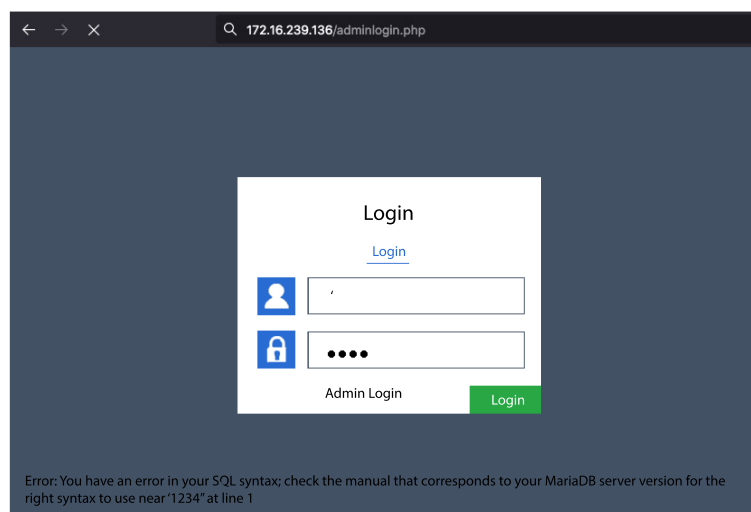 172.16.239.136/adminlogin.php
Login
Login
‘
••••
Admin Login
Login
Error: You have an error in your SQL syntax; check the manual that corresponds to your MariaDB server version for the
right syntax to use near ‘1234” at line 1